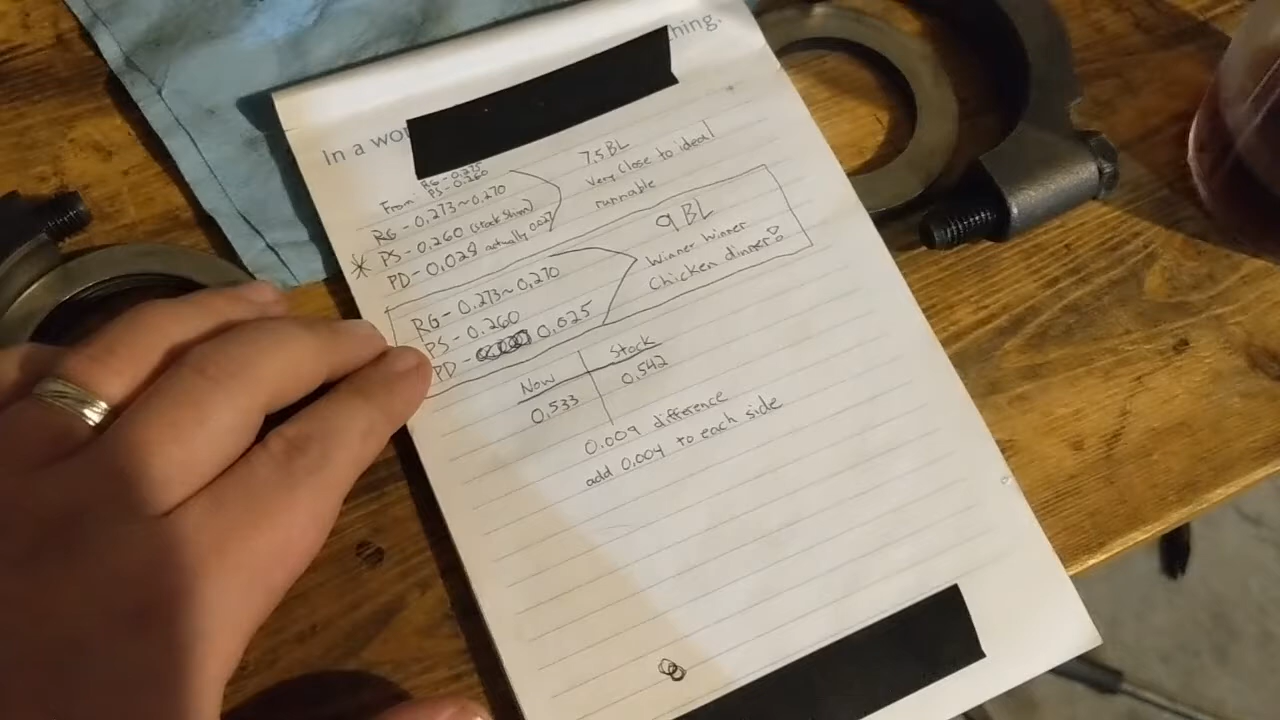 In a wor
hing.
From: RG - 0.275
PS - 0.260
RG - 0.273~0.270
* PS - 0.260 (stock shim)
PD - 0.028 actually 0.027
7.5 BL
Very close to ideal
runnable
RG - 0.273~0.270
PS - 0.260
PD - 0.025
9 BL
Winner winner
Chicken dinner!
Now
Stock
0.533
0.542
0.009 difference
add 0.004 to each side